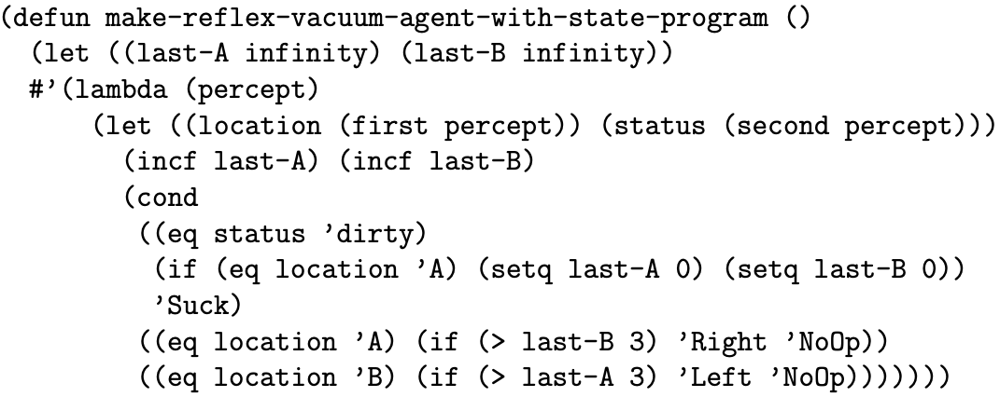 (defun make-reflex-vacuum-agent-with-state-program ()
(let ((last-A infinity) (last-B infinity))
#’(lambda (percept)
(let ((location (first percept)) (status (second percept)))
(incf last-A) (incf last-B)
(cond
((eq status ’dirty)
(if (eq location ’A) (setq last-A 0) (setq last-B 0))
’Suck)
((eq location ’A) (if (> last-B 3) ’Right ’NoOp))
((eq location ’B) (if (> last-A 3) ’Left ’NoOp)))))))